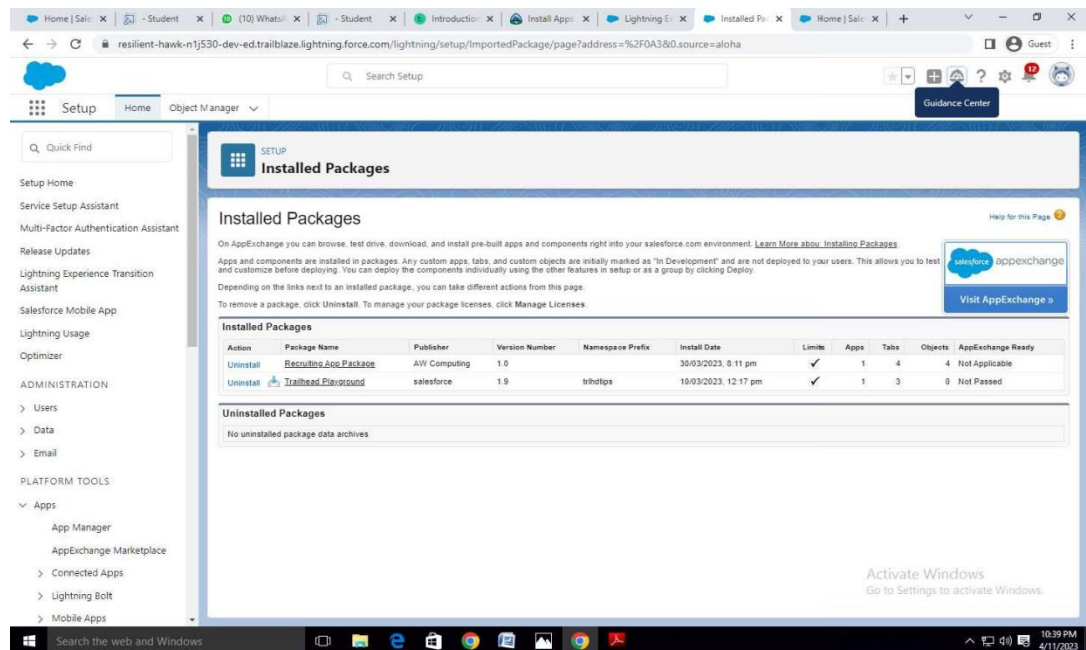 Home | Sale
- Student
(10) WhatsA
- Student
Introduction
Install Apps
Lightning Ex
Installed Pa
Home | Sale
resilient-hawk-n1j530-dev-ed.trailblaze.lightning.force.com/lightning/setup/ImportedPackage/page?address=%2F0A3&0.source=aloha
Guest
Search Setup
12
Setup
Home
Object Manager
Guidance Center
Quick Find
Setup Home
Service Setup Assistant
Multi-Factor Authentication Assistant
Release Updates
Lightning Experience Transition
Assistant
Salesforce Mobile App
Lightning Usage
Optimizer
ADMINISTRATION
> Users
> Data
> Email
PLATFORM TOOLS
Apps
App Manager
AppExchange Marketplace
> Connected Apps
> Lightning Bolt
> Mobile Apps
SETUP
Installed Packages
Installed Packages
Help for this Page
On AppExchange you can browse, test drive, download, and install pre-built apps and components right into your salesforce.com environment. Learn More about Installing Packages.
Apps and components are installed in packages. Any custom apps, tabs, and custom objects are initially marked as "In Development" and are not deployed to your users. This allows you to test
and customize before deploying. You can deploy the components individually using the other features in setup or as a group by clicking Deploy.
Depending on the links next to an installed package, you can take different actions from this page.
To remove a package, click Uninstall. To manage your package licenses, click Manage Licenses.
salesforce appexchange
Visit AppExchange »
Installed Packages
Action Package Name Publisher Version Number Namespace Prefix Install Date Limits Apps Tabs Objects AppExchange Ready
Uninstall Recruiting App Package AW Computing 1.0 30/03/2023, 8:11 pm ✓ 1 4 4 Not Applicable
Uninstall Trailhead Playground salesforce 1.9 trlhdtips 10/03/2023, 12:17 pm ✓ 1 3 0 Not Passed
Uninstalled Packages
No uninstalled package data archives
Activate Windows
Go to Settings to activate Windows.
Search the web and Windows
10:39 PM
4/11/2023